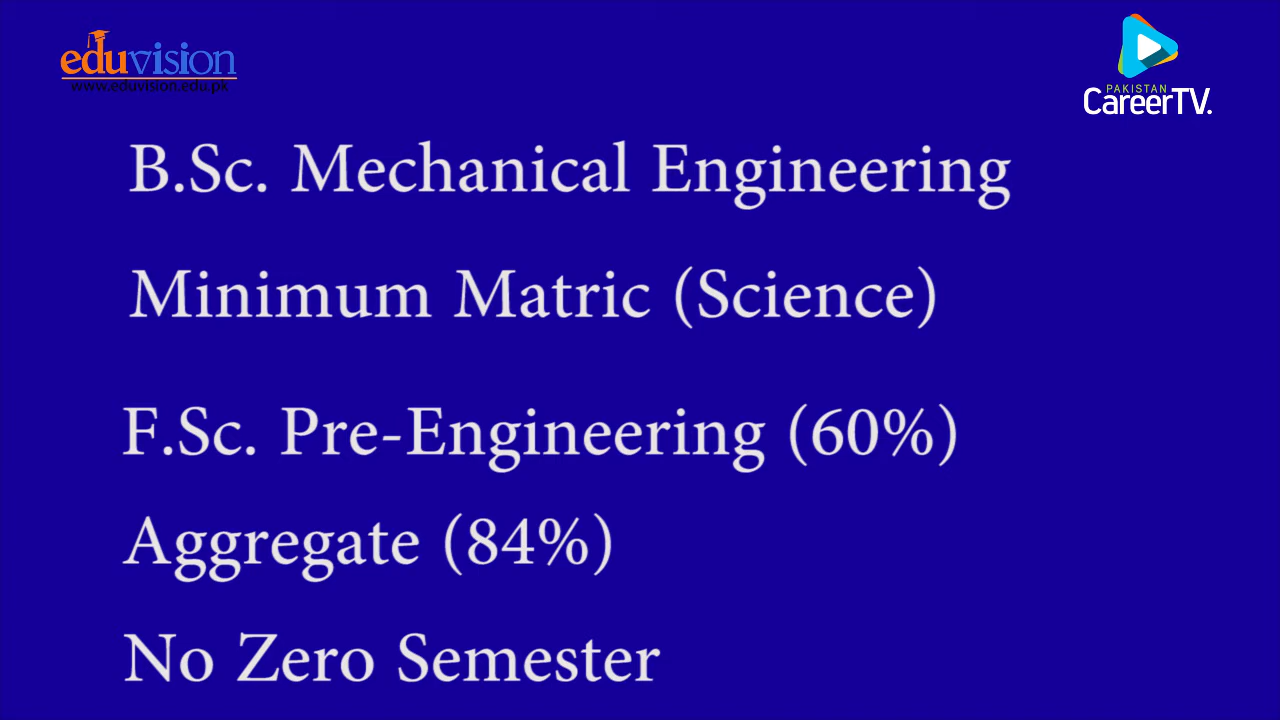 eduvision
www.eduvision.edu.pk
PAKISTAN
CareerTV.
B.Sc. Mechanical Engineering
Minimum Matric (Science)
F.Sc. Pre-Engineering (60%)
Aggregate (84%)
No Zero Semester